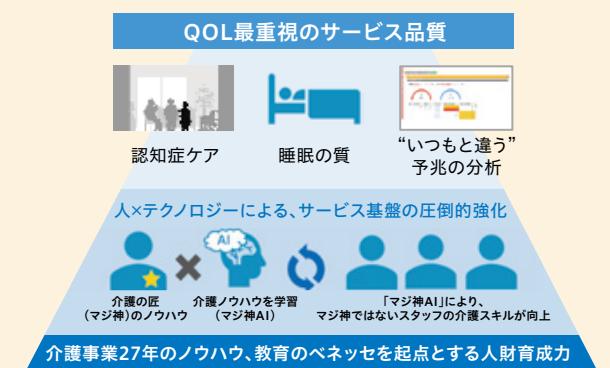 QOL最重視のサービス品質
認知症ケア
睡眠の質
“いつもと違う”
予兆の分析
人×テクノロジーによる、サービス基盤の圧倒的強化
AI
介護の匠
（マジ神）のノウハウ
介護ノウハウを学習
（マジ神AI）
「マジ神AI」により、
マジ神ではないスタッフの介護スキルが向上
介護事業27年のノウハウ、教育のベネッセを起点とする人財育成力